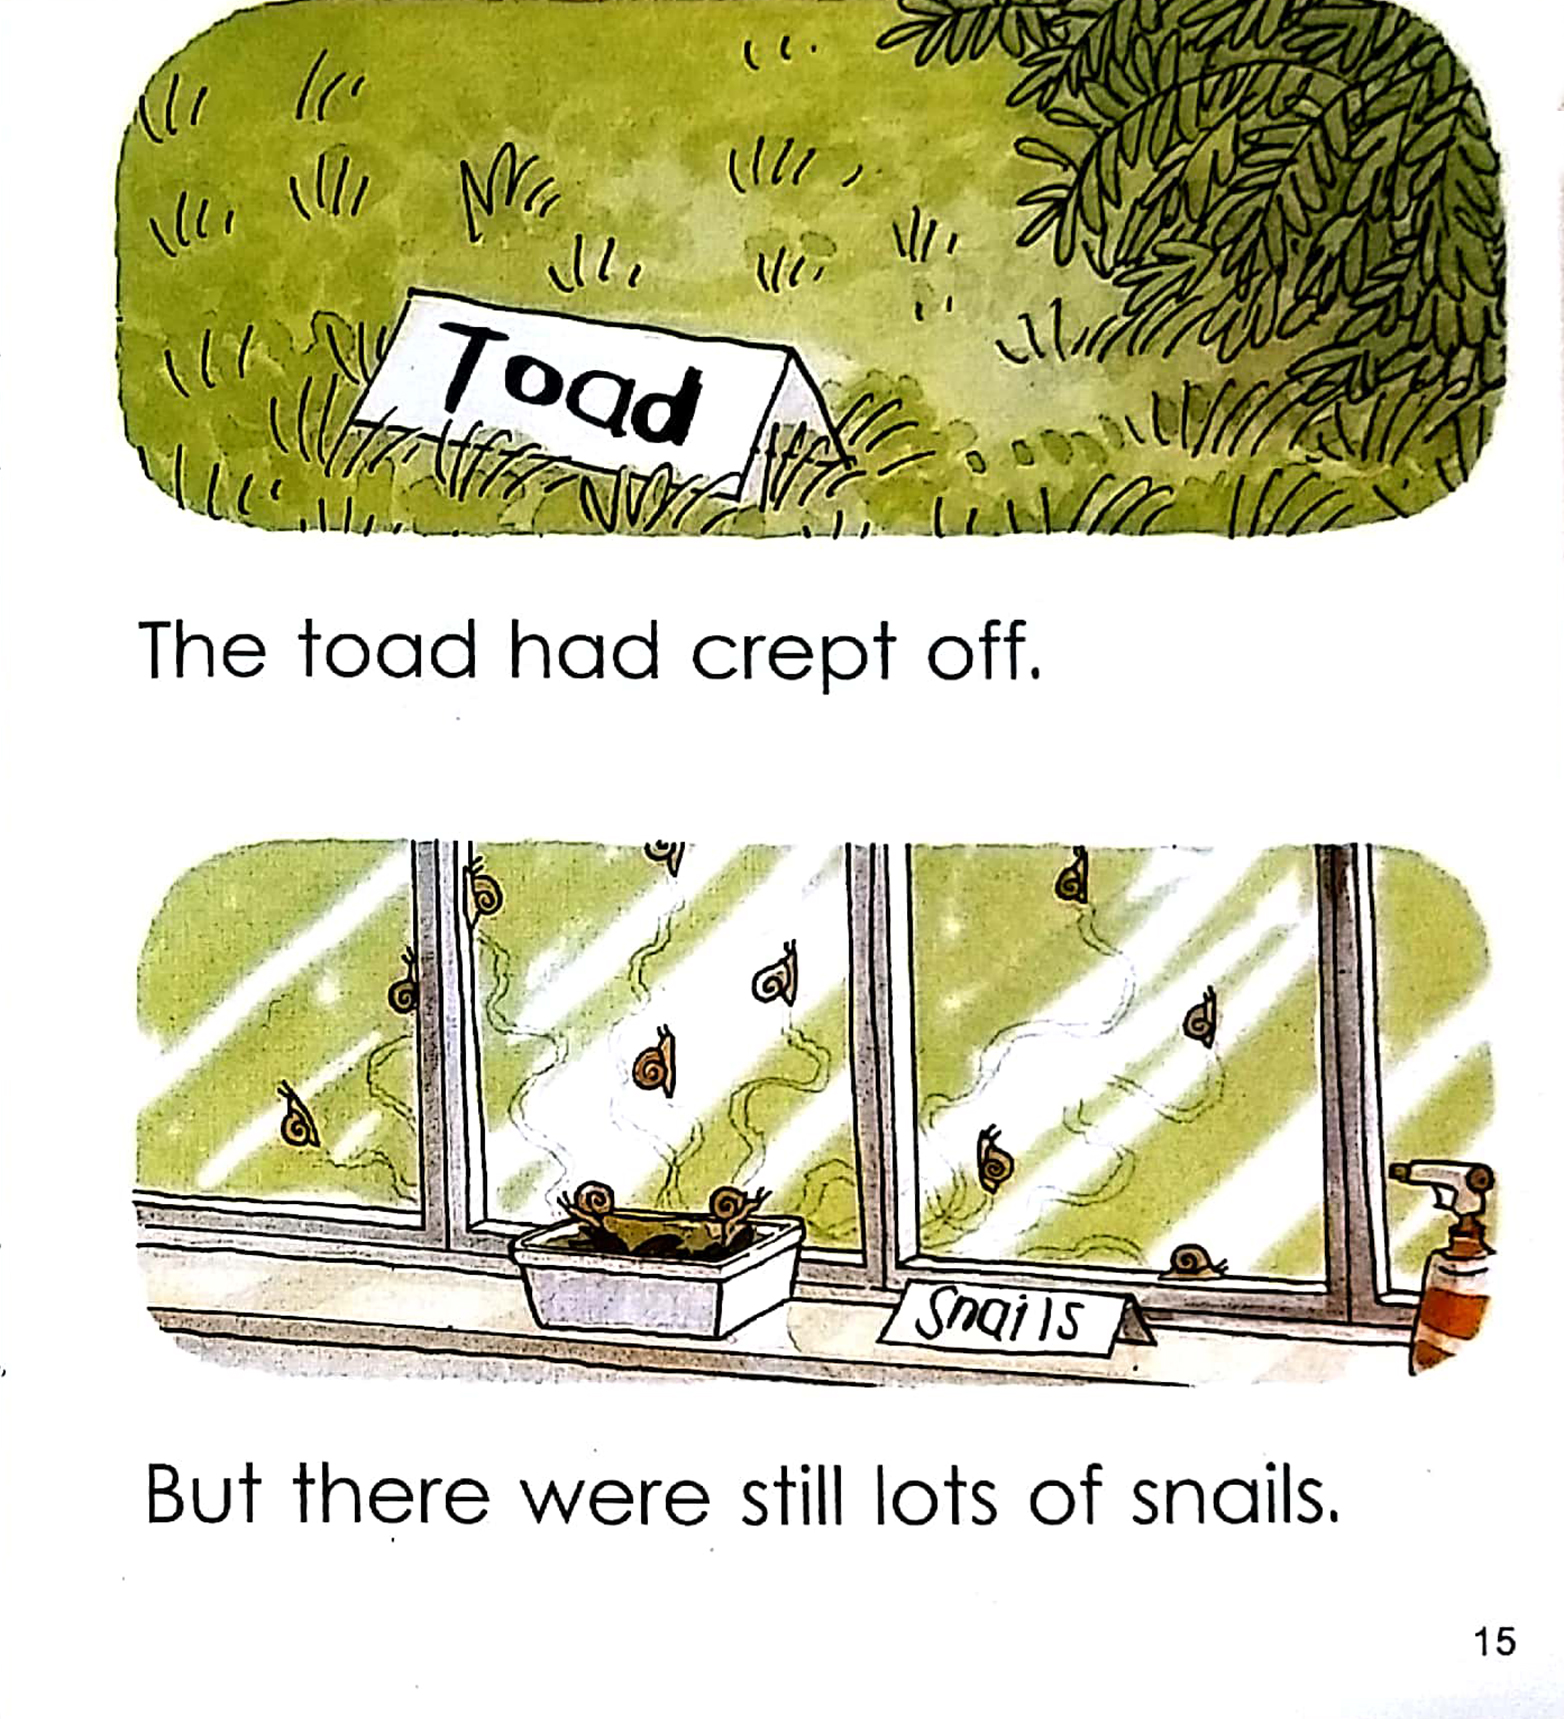 Toad
The toad had crept off.
Snails
But there were still lots of snails.
15